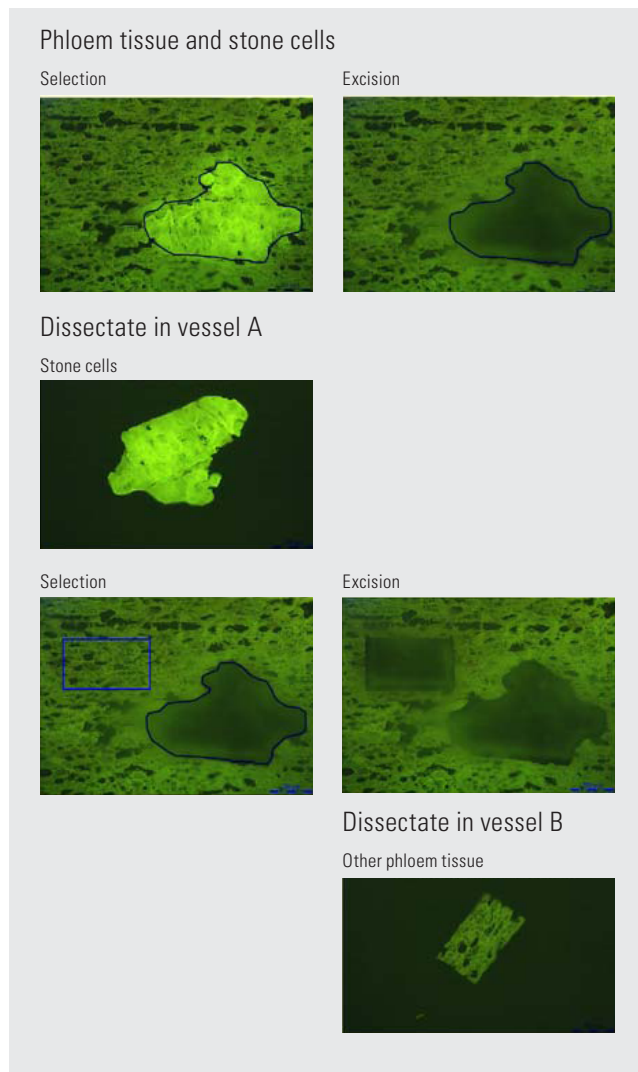 Phloem tissue and stone cells
Selection
Excision
Dissectate in vessel A
Stone cells
Selection
Excision
Dissectate in vessel B
Other phloem tissue